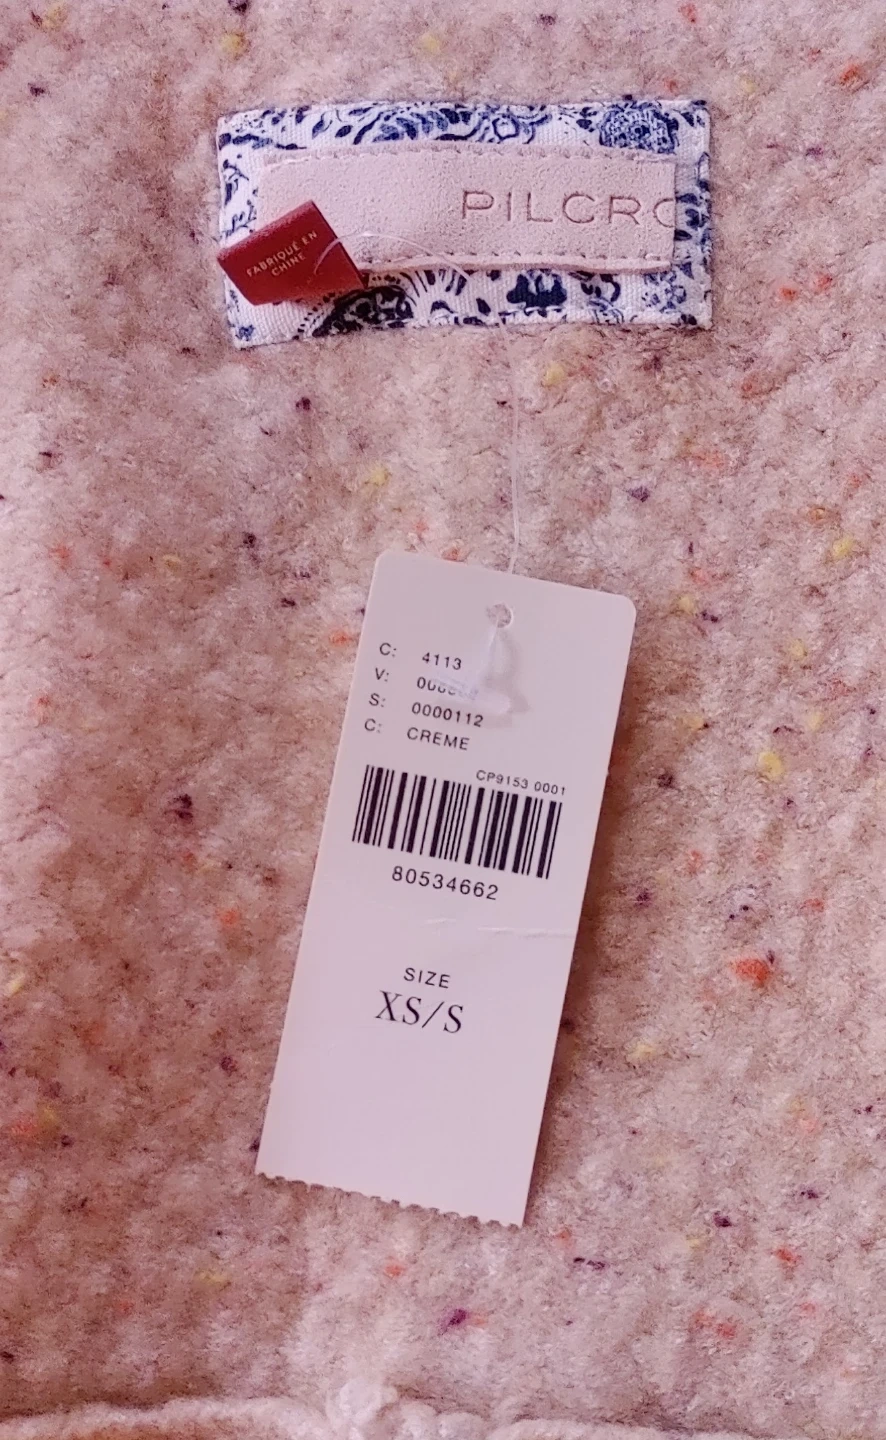 PILCRO
FABRIQUÉ EN
CHINE
C: 4113
V:
S: 0000112
C: CREME
CP9153 0001
80534662
SIZE
XS/S